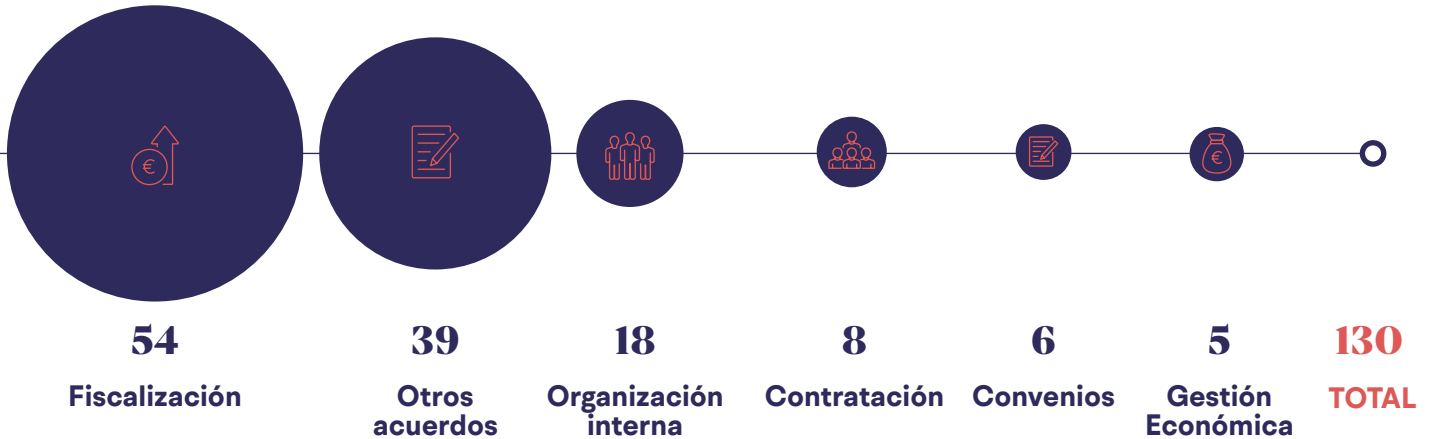 54
Fiscalización
39
Otros
acuerdos
18
Organización
interna
8
Contratación
6
Convenios
5
Gestión
Económica
130
TOTAL